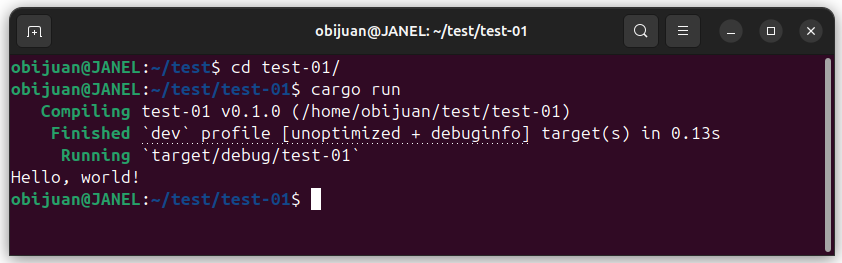 obijuan@JANEL: ~/test/test-01
obijuan@JANEL:~/test$ cd test-01/
obijuan@JANEL:~/test/test-01$ cargo run
   Compiling test-01 v0.1.0 (/home/obijuan/test/test-01)
    Finished `dev` profile [unoptimized + debuginfo] target(s) in 0.13s
     Running `target/debug/test-01`
Hello, world!
obijuan@JANEL:~/test/test-01$